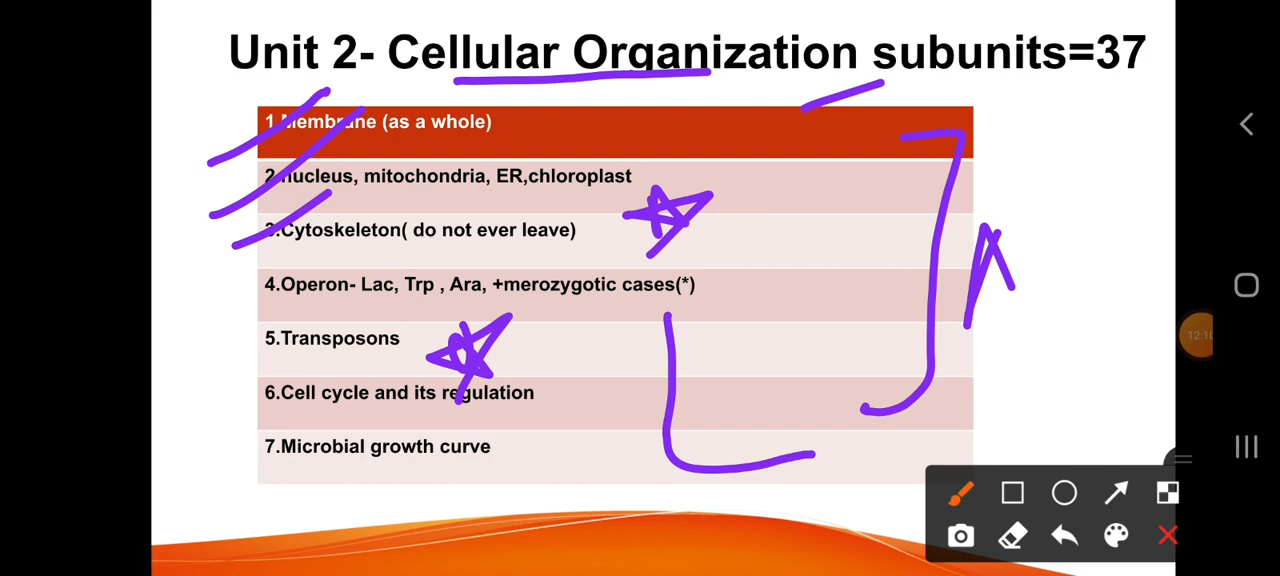 Unit 2- Cellular Organization subunits=37
1.Membrane (as a whole)
2.nucleus, mitochondria, ER,chloroplast
3.Cytoskeleton( do not ever leave)
4.Operon- Lac, Trp , Ara, +merozygotic cases(*)
5.Transposons
6.Cell cycle and its regulation
7.Microbial growth curve
12:10